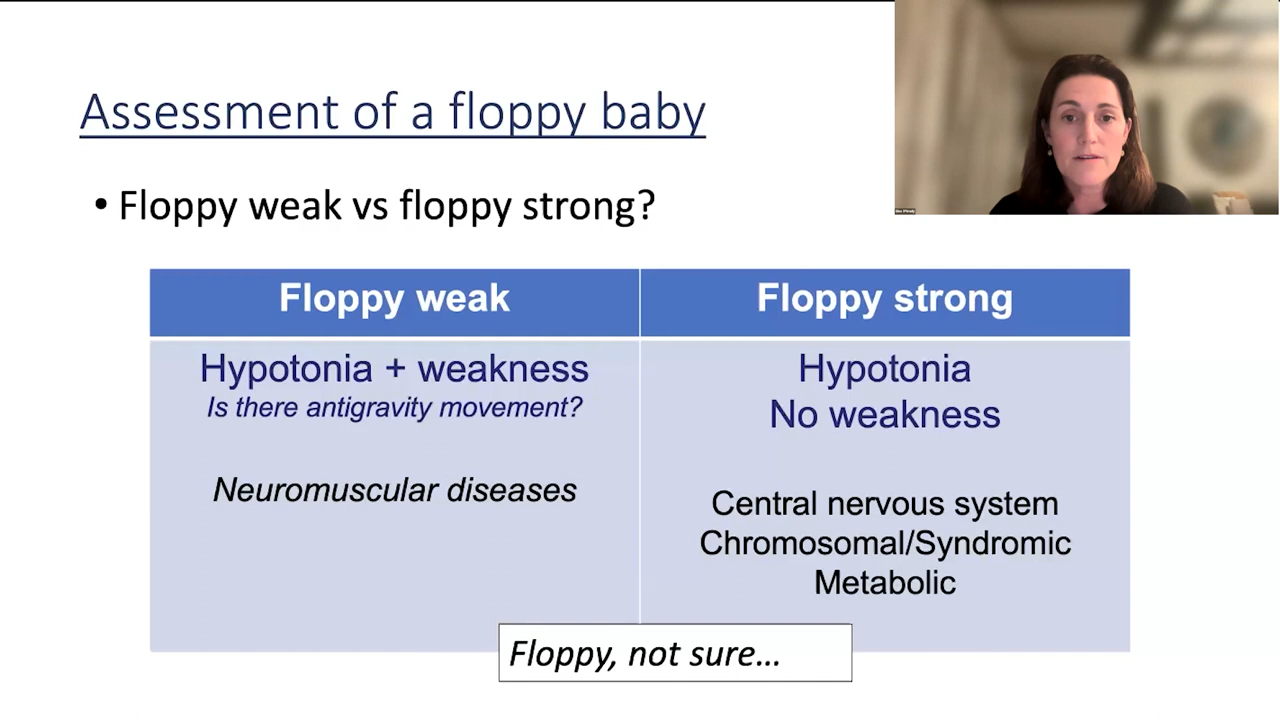 Assessment of a floppy baby
• Floppy weak vs floppy strong?
Floppy weak
Floppy strong
Hypotonia + weakness
Is there antigravity movement?
Neuromuscular diseases
Hypotonia
No weakness
Central nervous system
Chromosomal/Syndromic
Metabolic
Floppy, not sure...